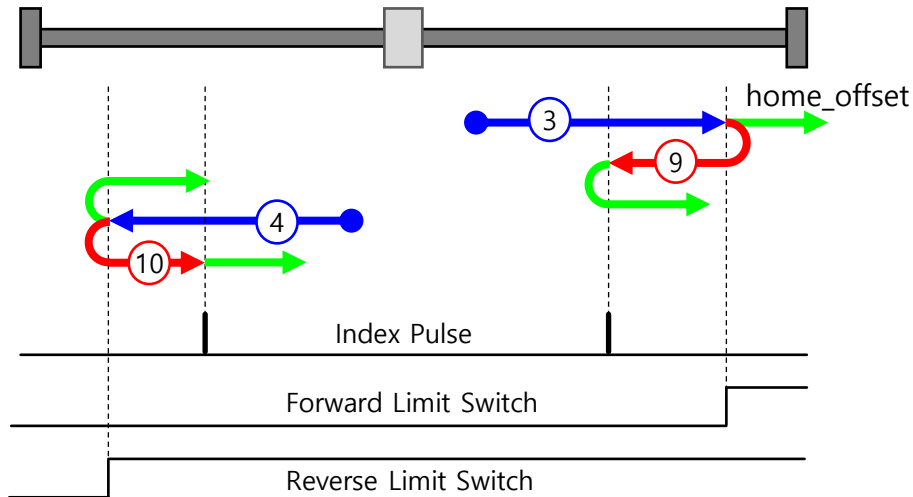 home_offset
3
9
4
10
Index Pulse
Forward Limit Switch
Reverse Limit Switch